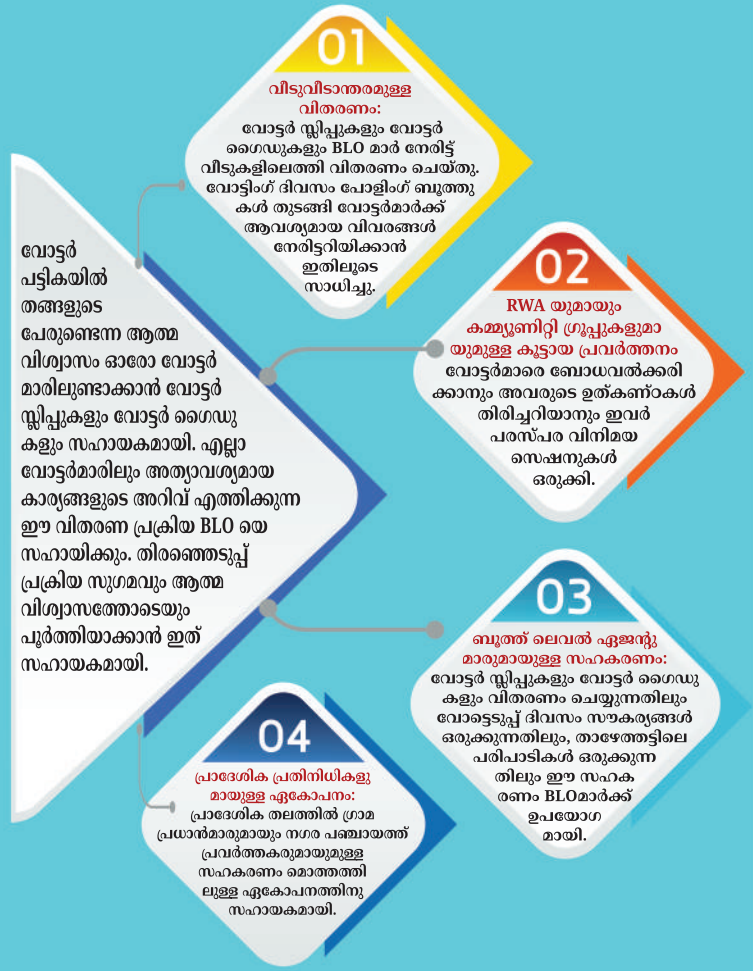 വോട്ടർ
പട്ടികയിൽ
തങ്ങളുടെ
പേരുണ്ടെന്ന ആത്മ
വിശ്വാസം ഓരോ വോട്ടർ
മാരിലുണ്ടാക്കാൻ വോട്ടർ
സ്ലിപ്പുകളും വോട്ടർ ഗൈഡു
കളും സഹായകമായി. എല്ലാ
വോട്ടർമാരിലും അത്യാവശ്യമായ
കാര്യങ്ങളുടെ അറിവ് എത്തിക്കുന്ന
ഈ വിതരണ പ്രക്രിയ BLO യെ
സഹായിക്കും. തിരഞ്ഞെടുപ്പ്
പ്രക്രിയ സുഗമവും ആത്മ
വിശ്വാസത്തോടെയും
പൂർത്തിയാക്കാൻ ഇത്
സഹായകമായി.
01
വീടുവീടാന്തരമുള്ള
വിതരണം:
വോട്ടർ സ്ലിപ്പുകളും വോട്ടർ
ഗൈഡുകളും BLO മാർ നേരിട്ട്
വീടുകളിലെത്തി വിതരണം ചെയ്തു.
വോട്ടിംഗ് ദിവസം പോളിംഗ് ബൂത്തു
കൾ തുടങ്ങി വോട്ടർമാർക്ക്
ആവശ്യമായ വിവരങ്ങൾ
നേരിട്ടറിയിക്കാൻ
ഇതിലൂടെ
സാധിച്ചു.
02
RWA യുമായും
കമ്മ്യൂണിറ്റി ഗ്രൂപ്പുകളുമാ
യുമുള്ള കൂട്ടായ പ്രവർത്തനം
വോട്ടർമാരെ ബോധവൽക്കരി
ക്കാനും അവരുടെ ഉത്കണ്ഠകൾ
തിരിച്ചറിയാനും ഇവർ
പരസ്പര വിനിമയ
സെഷനുകൾ
ഒരുക്കി.
03
ബൂത്ത് ലെവൽ ഏജന്റു
മാരുമായുള്ള സഹകരണം:
വോട്ടർ സ്ലിപ്പുകളും വോട്ടർ ഗൈഡു
കളും വിതരണം ചെയ്യുന്നതിലും
വോട്ടെടുപ്പ് ദിവസം സൗകര്യങ്ങൾ
ഒരുക്കുന്നതിലും, താഴേത്തട്ടിലെ
പരിപാടികൾ ഒരുക്കുന്ന
തിലും ഈ സഹക
രണം BLOമാർക്ക്
ഉപയോഗ
മായി.
04
പ്രാദേശിക പ്രതിനിധികളു
മായുള്ള ഏകോപനം:
പ്രാദേശിക തലത്തിൽ ഗ്രാമ
പ്രധാൻമാരുമായും നഗര പഞ്ചായത്ത്
പ്രവർത്തകരുമായുമുള്ള
സഹകരണം മൊത്തത്തി
ലുള്ള ഏകോപനത്തിനു
സഹായകമായി.